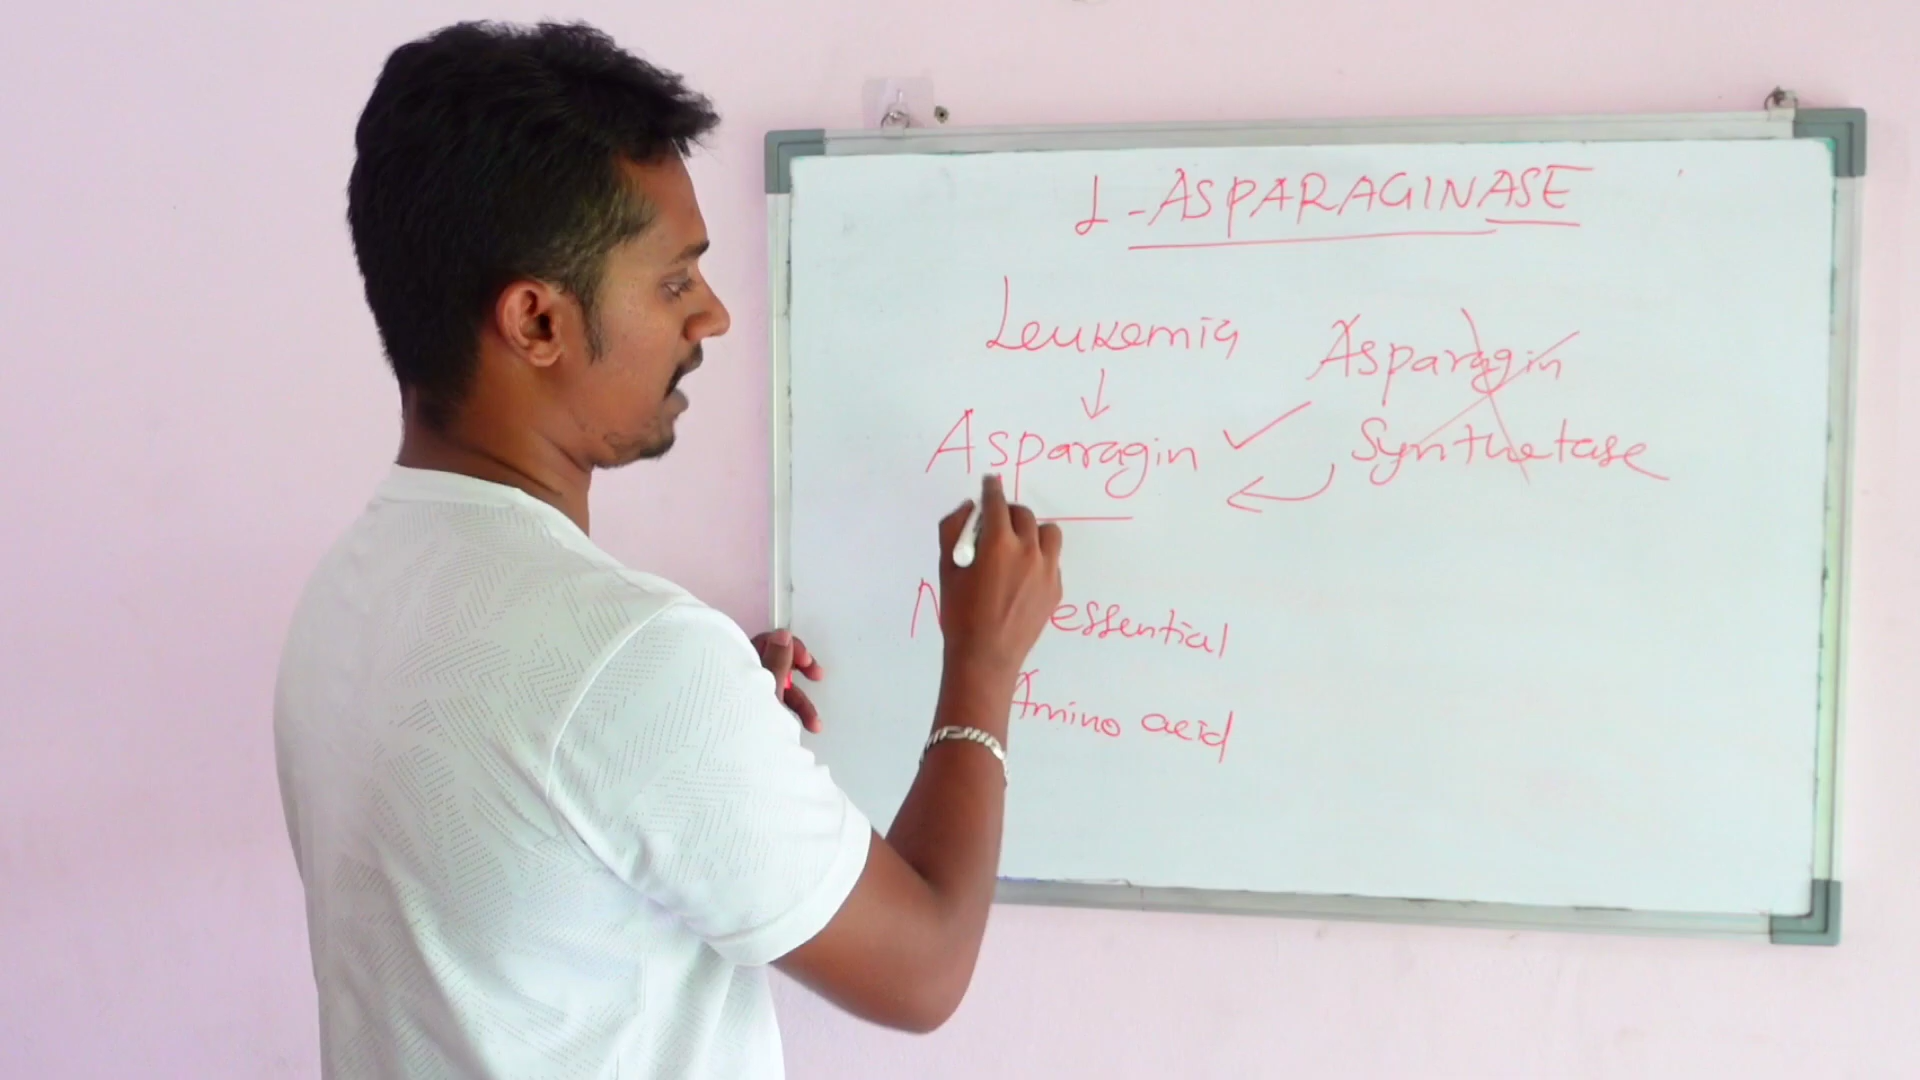 L-ASPARAGINASE
Leukemia
Asparagin
Asparagin
Synthetase
essential
Amino acid